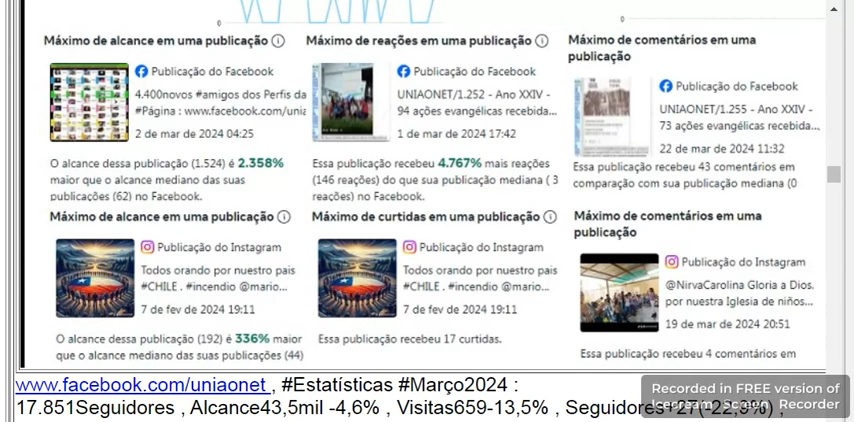 0
0
Máximo de alcance em uma publicação
Publicação do Facebook
4.400novos #amigos dos Perfis da
#Página : www.facebook.com/unia
2 de mar de 2024 04:25
O alcance dessa publicação (1.524) é 2.358%
maior que o alcance mediano das suas
publicações (62) no Facebook.
Máximo de reações em uma publicação
Publicação do Facebook
UNIAONET/1.252 - Ano XXIV -
94 ações evangélicas recebida...
1 de mar de 2024 17:42
Essa publicação recebeu 4.767% mais reações
(146 reações) do que sua publicação mediana ( 3
reações) no Facebook.
Máximo de comentários em uma
publicação
Publicação do Facebook
UNIAONET/1.255 - Ano XXIV -
73 ações evangélicas recebida...
22 de mar de 2024 11:32
Essa publicação recebeu 43 comentários em
comparação com sua publicação mediana (0
Máximo de alcance em uma publicação
Publicação do Instagram
Todos orando por nuestro pais
#CHILE . #incendio @mario...
7 de fev de 2024 19:11
O alcance dessa publicação (192) é 336% maior
que o alcance mediano das suas publicações (44)
Máximo de curtidas em uma publicação
Publicação do Instagram
Todos orando por nuestro pais
#CHILE . #incendio @mario...
7 de fev de 2024 19:11
Essa publicação recebeu 17 curtidas.
Máximo de comentários em uma
publicação
Publicação do Instagram
@NirvaCarolina Gloria a Dios,
por nuestra Iglesia de niños...
19 de mar de 2024 20:51
Essa publicação recebeu 4 comentários em
www.facebook.com/uniaonet , #Estatísticas #Março2024 :
17.851Seguidores , Alcance43,5mil -4,6% , Visitas659-13,5% , Seguidores+27(-22,9%) ,
Recorded in FREE version of
Icecream Screen Recorder